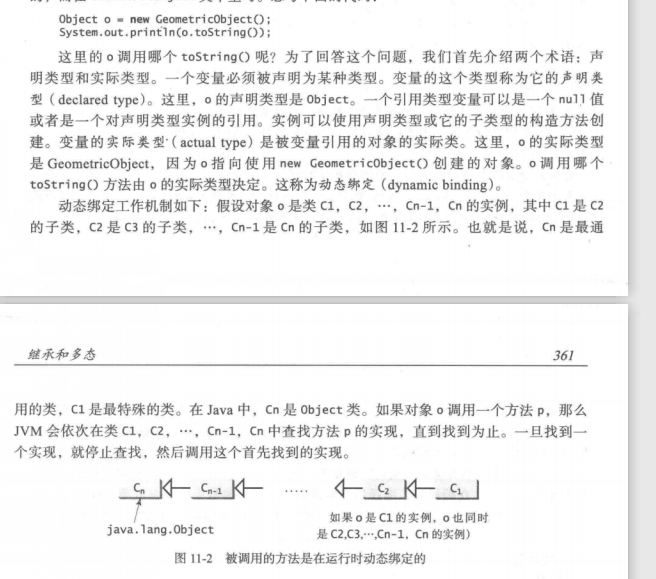 Object o = new GeometricObject();
System.out.println(o.toString());
这里的 o 调用哪个 toString() 呢？为了回答这个问题，我们首先介绍两个术语：声
明类型和实际类型。一个变量必须被声明为某种类型。变量的这个类型称为它的声明类
型（declared type）。这里，o 的声明类型是 Object。一个引用类型变量可以是一个 null 值
或者是一个对声明类型实例的引用。实例可以使用声明类型或它的子类型的构造方法创
建。变量的实际类型（actual type）是被变量引用的对象的实际类。这里，o 的实际类型
是 GeometricObject，因为 o 指向使用 new GeometricObject() 创建的对象。o 调用哪个
toString() 方法由 o 的实际类型决定。这称为动态绑定（dynamic binding）。
动态绑定工作机制如下：假设对象 o 是类 C1，C2，…，Cn-1，Cn 的实例，其中 C1 是 C2
的子类，C2 是 C3 的子类，…，Cn-1 是 Cn 的子类，如图 11-2 所示。也就是说，Cn 是最通
继承和多态 361
用的类，C1 是最特殊的类。在 Java 中，Cn 是 Object 类。如果对象 o 调用一个方法 p，那么
JVM 会依次在类 C1，C2，…，Cn-1，Cn 中查找方法 p 的实现，直到找到为止。一旦找到一
个实现，就停止查找，然后调用这个首先找到的实现。
Cn Cn-1 ..... C2 C1
java.lang.Object
如果 o 是 C1 的实例，o 也同时
是 C2,C3,…,Cn-1，Cn 的实例）
图 11-2 被调用的方法是在运行时动态绑定的